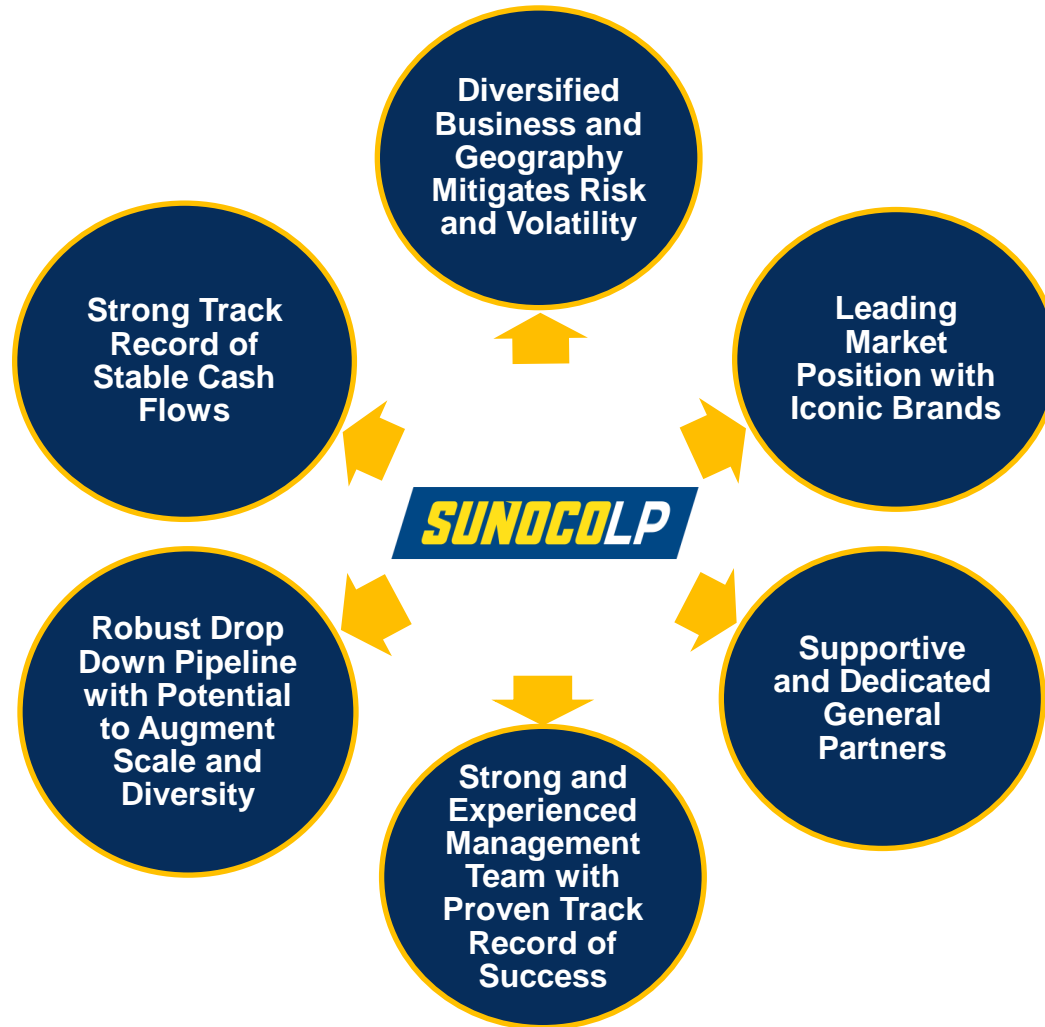 Diversified
Business and
Geography
Mitigates Risk
and Volatility
Leading
Market
Position with
Iconic Brands
Supportive
and Dedicated
General
Partners
Strong and
Experienced
Management
Team with
Proven Track
Record of
Success
Robust Drop
Down Pipeline
with Potential
to Augment
Scale and
Diversity
Strong Track
Record of
Stable Cash
Flows
SUNOCOLP